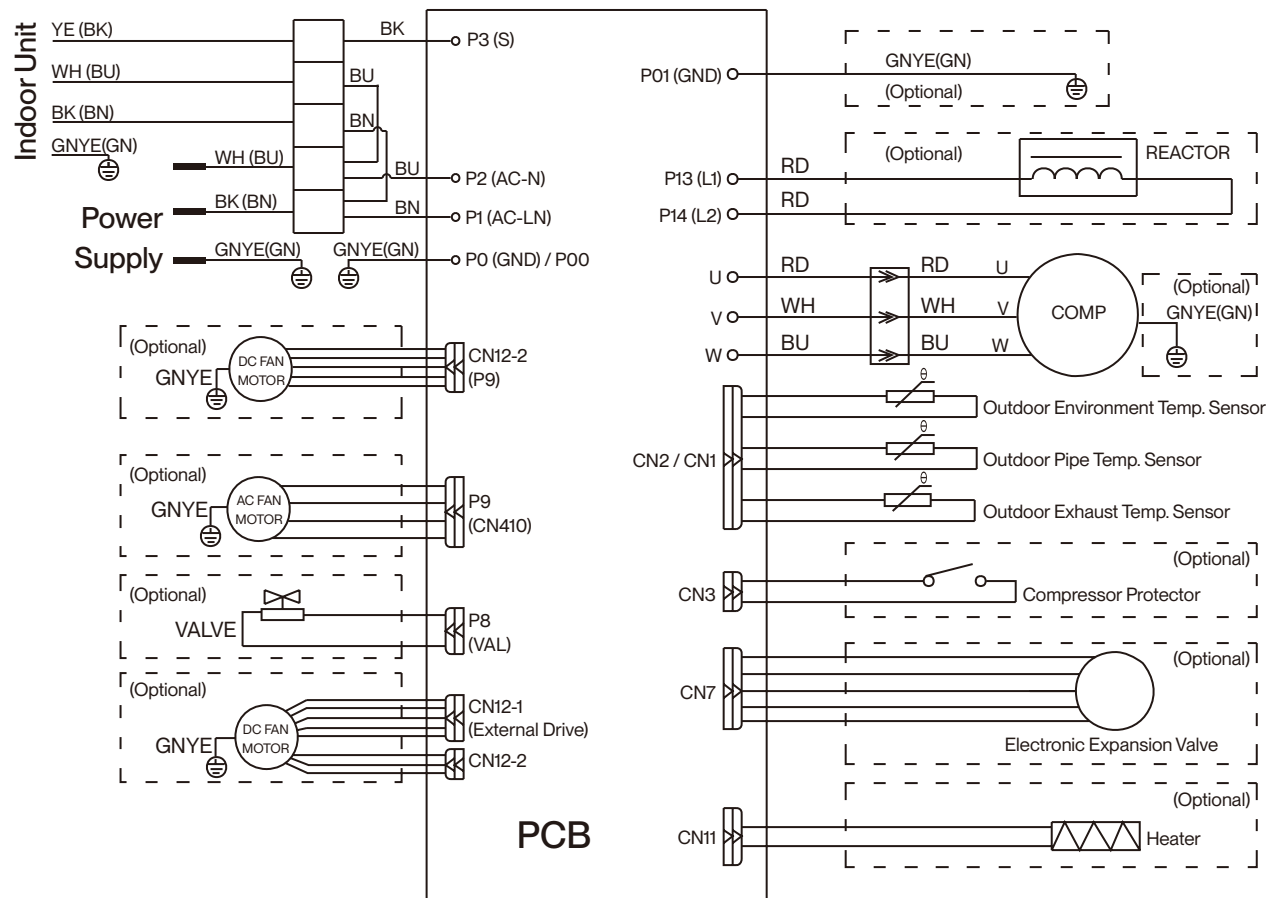 Indoor Unit
YE (BK)
WH (BU)
BK (BN)
GNYE(GN)
WH (BU)
BK (BN)
Power
Supply
GNYE(GN)
GNYE(GN)
BK
BU
BN
BU
BN
P3 (S)
P2 (AC-N)
P1 (AC-LN)
P0 (GND) / P00
(Optional)
GNYE
DC FAN
MOTOR
CN12-2
(P9)
(Optional)
GNYE
AC FAN
MOTOR
P9
(CN410)
(Optional)
VALVE
P8
(VAL)
(Optional)
GNYE
DC FAN
MOTOR
CN12-1
(External Drive)
CN12-2
PCB
P01 (GND)
GNYE(GN)
(Optional)
(Optional)
REACTOR
P13 (L1)
RD
P14 (L2)
RD
U
RD
RD
U
V
WH
WH
V
W
BU
BU
W
COMP
(Optional)
GNYE(GN)
CN2 / CN1
θ
Outdoor Environment Temp. Sensor
θ
Outdoor Pipe Temp. Sensor
θ
Outdoor Exhaust Temp. Sensor
(Optional)
CN3
Compressor Protector
(Optional)
CN7
Electronic Expansion Valve
(Optional)
CN11
Heater